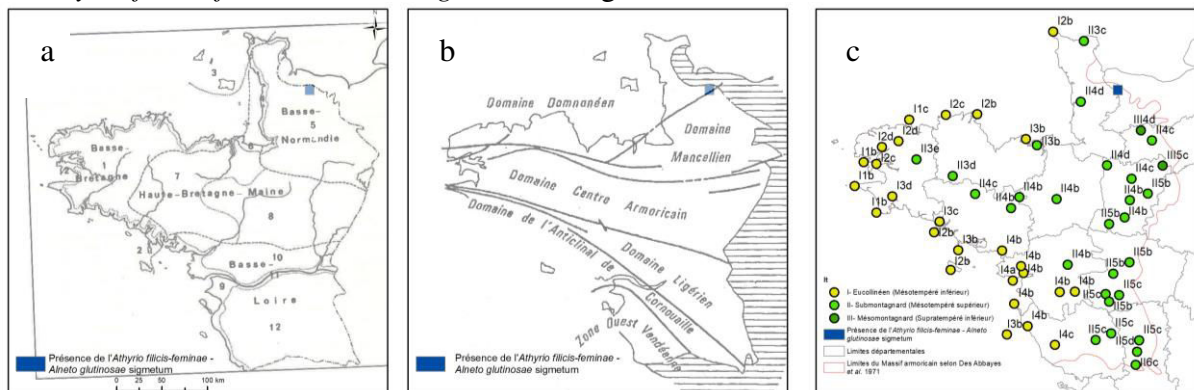 a
3
Basse-
5
Normandie
Basse-
1
Bretagne
2
6
7
Haute-Bretagne-Maine
8
2
Basse-
10
9
Loire
12
Présence de l'Athyrio filicis-feminae -
Alneto glutinosae sigmetum
0 25 50 100 km
b
Domaine Domnonéen
Domaine
Mancellien
Domaine Centre Armoricain
Domaine de l'Anticlinal de
Cornouaille
Domaine Ligérien
Zone Ouest Vendéenne
Présence de l'Athyrio filicis-feminae -
Alneto glutinosae sigmetum
c
I2b
II3c
II4d
I1c
I2c
I2b
I2d
I2d
I3b
II3b
III4d
II4c
I1b
I2c
II3e
I1b
II3d
II4d
III5c
II4c
I3d
II4c
II4b
II4b
II4b
II5b
I1b
II4b
II4b
II5b
I3c
I2b
I3b
I4b
I2b
I4b
I4a
I4b
II4b
II5b
II5b
I4b
I4b
I4b
II5c
II5c
II5b
I3b
I4b
I4c
II5c
II5c
II5c
II5d
II6c
It
I- Eucollinéen (Mésotempéré inférieur)
II- Submontagnard (Mésotempéré supérieur)
III- Mésomontagnard (Supratempéré inférieur)
Présence de l'Athyrio filicis-feminae -
Alneto glutinosae sigmetum
Limites départementales
Limites du Massif armoricain selon Des Abbayes
et al. 1971